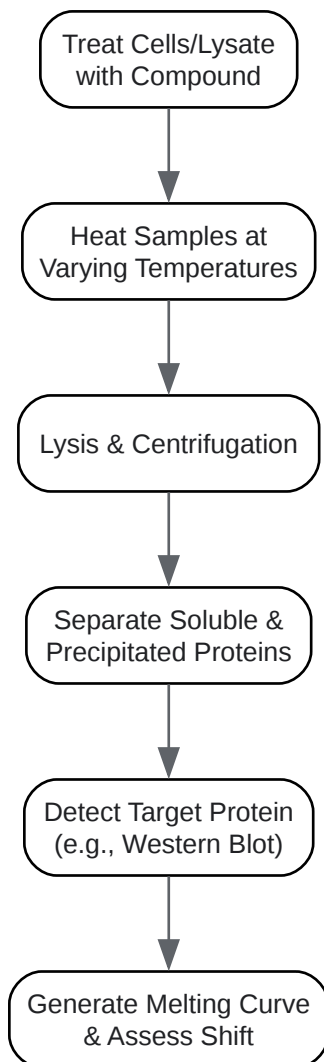 Treat Cells/Lysate
with Compound
Heat Samples at
Varying Temperatures
Lysis & Centrifugation
Separate Soluble &
Precipitated Proteins
Detect Target Protein
(e.g., Western Blot)
Generate Melting Curve
& Assess Shift